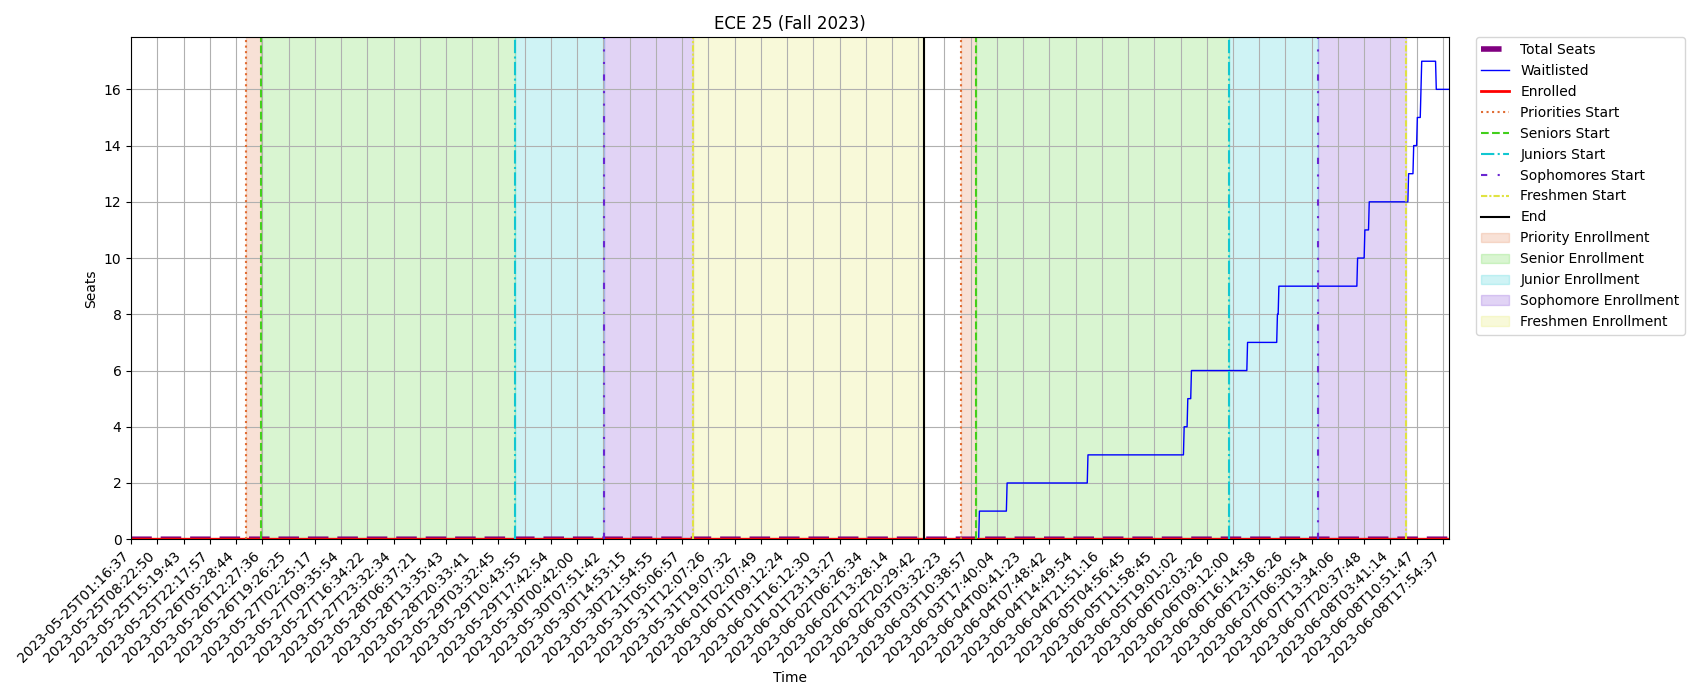 ECE 25 (Fall 2023)
Total Seats
Waitlisted
Enrolled
Priorities Start
Seniors Start
Juniors Start
Sophomores Start
Freshmen Start
End
Priority Enrollment
Senior Enrollment
Junior Enrollment
Sophomore Enrollment
Freshmen Enrollment
Seats
16
14
12
10
8
6
4
2
0
2023-05-25T01:16:37
2023-05-25T08:22:50
2023-05-25T15:19:43
2023-05-25T22:17:57
2023-05-26T05:28:44
2023-05-26T12:27:36
2023-05-26T19:26:25
2023-05-27T02:25:17
2023-05-27T09:35:54
2023-05-27T16:34:22
2023-05-27T23:32:34
2023-05-28T06:37:21
2023-05-28T13:35:43
2023-05-28T20:33:41
2023-05-29T03:32:45
2023-05-29T10:43:55
2023-05-29T17:42:54
2023-05-30T00:42:00
2023-05-30T07:51:42
2023-05-30T14:53:15
2023-05-30T21:54:55
2023-05-31T05:06:57
2023-05-31T12:07:26
2023-05-31T19:07:32
2023-06-01T02:07:49
2023-06-01T09:12:24
2023-06-01T16:12:30
2023-06-01T23:13:27
2023-06-02T06:26:34
2023-06-02T13:28:14
2023-06-02T20:29:42
2023-06-03T03:32:23
2023-06-03T10:38:57
2023-06-03T17:40:04
2023-06-04T00:41:23
2023-06-04T07:48:42
2023-06-04T14:49:54
2023-06-04T21:51:16
2023-06-05T04:56:45
2023-06-05T11:58:45
2023-06-05T19:01:02
2023-06-06T02:03:26
2023-06-06T09:12:00
2023-06-06T16:14:58
2023-06-06T23:16:26
2023-06-07T06:30:54
2023-06-07T13:34:06
2023-06-07T20:37:48
2023-06-08T03:41:14
2023-06-08T10:51:47
2023-06-08T17:54:37
Time